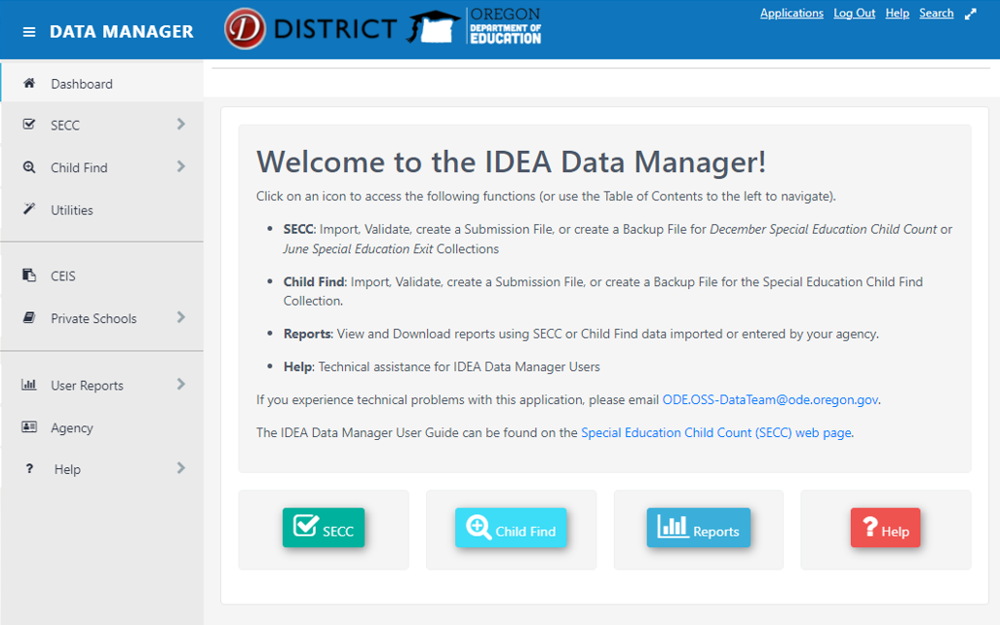 DATA MANAGER
D DISTRICT
OREGON
DEPARTMENT OF
EDUCATION
Applications Log Out Help Search
Dashboard
SECC
Child Find
Utilities
CEIS
Private Schools
User Reports
Agency
? Help
Welcome to the IDEA Data Manager!
Click on an icon to access the following functions (or use the Table of Contents to the left to navigate).
• SECC: Import, Validate, create a Submission File, or create a Backup File for December Special Education Child Count or
June Special Education Exit Collections
• Child Find: Import, Validate, create a Submission File, or create a Backup File for the Special Education Child Find
Collection.
• Reports: View and Download reports using SECC or Child Find data imported or entered by your agency.
• Help: Technical assistance for IDEA Data Manager Users
If you experience technical problems with this application, please email ODE.OSS-DataTeam@ode.oregon.gov.
The IDEA Data Manager User Guide can be found on the Special Education Child Count (SECC) web page.
SECC
Child Find
Reports
? Help